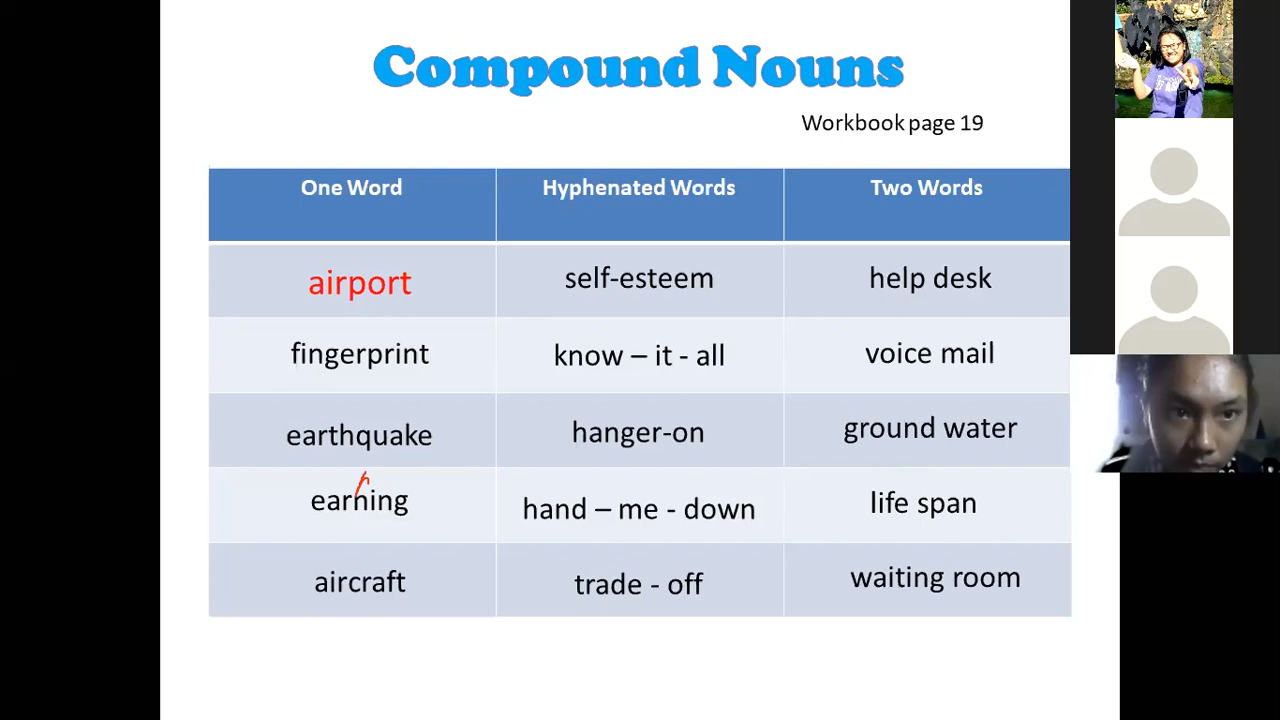 Compound Nouns
Workbook page 19
One Word Hyphenated Words Two Words
airport self-esteem help desk
fingerprint know – it - all voice mail
earthquake hanger-on ground water
earning hand – me - down life span
aircraft trade - off waiting room